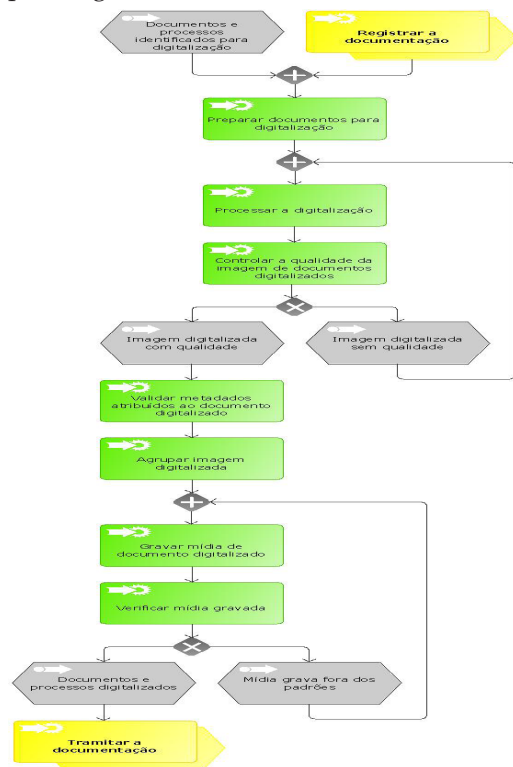 Documentos e
processos
identificados para
digitalização
Registrar a
documentação
Preparar documentos para
digitalização
Processar a digitalização
Controlar a qualidade da
imagem de documentos
digitalizados
Imagem digitalizada
com qualidade
Imagem digitalizada
sem qualidade
Validar metadados
atribuídos ao documento
digitalizado
Agrupar imagem
digitalizada
Gravar mídia de
documento digitalizado
Verificar mídia gravada
Documentos e
processos digitalizados
Mídia grava fora dos
padrões
Tramitar a
documentação